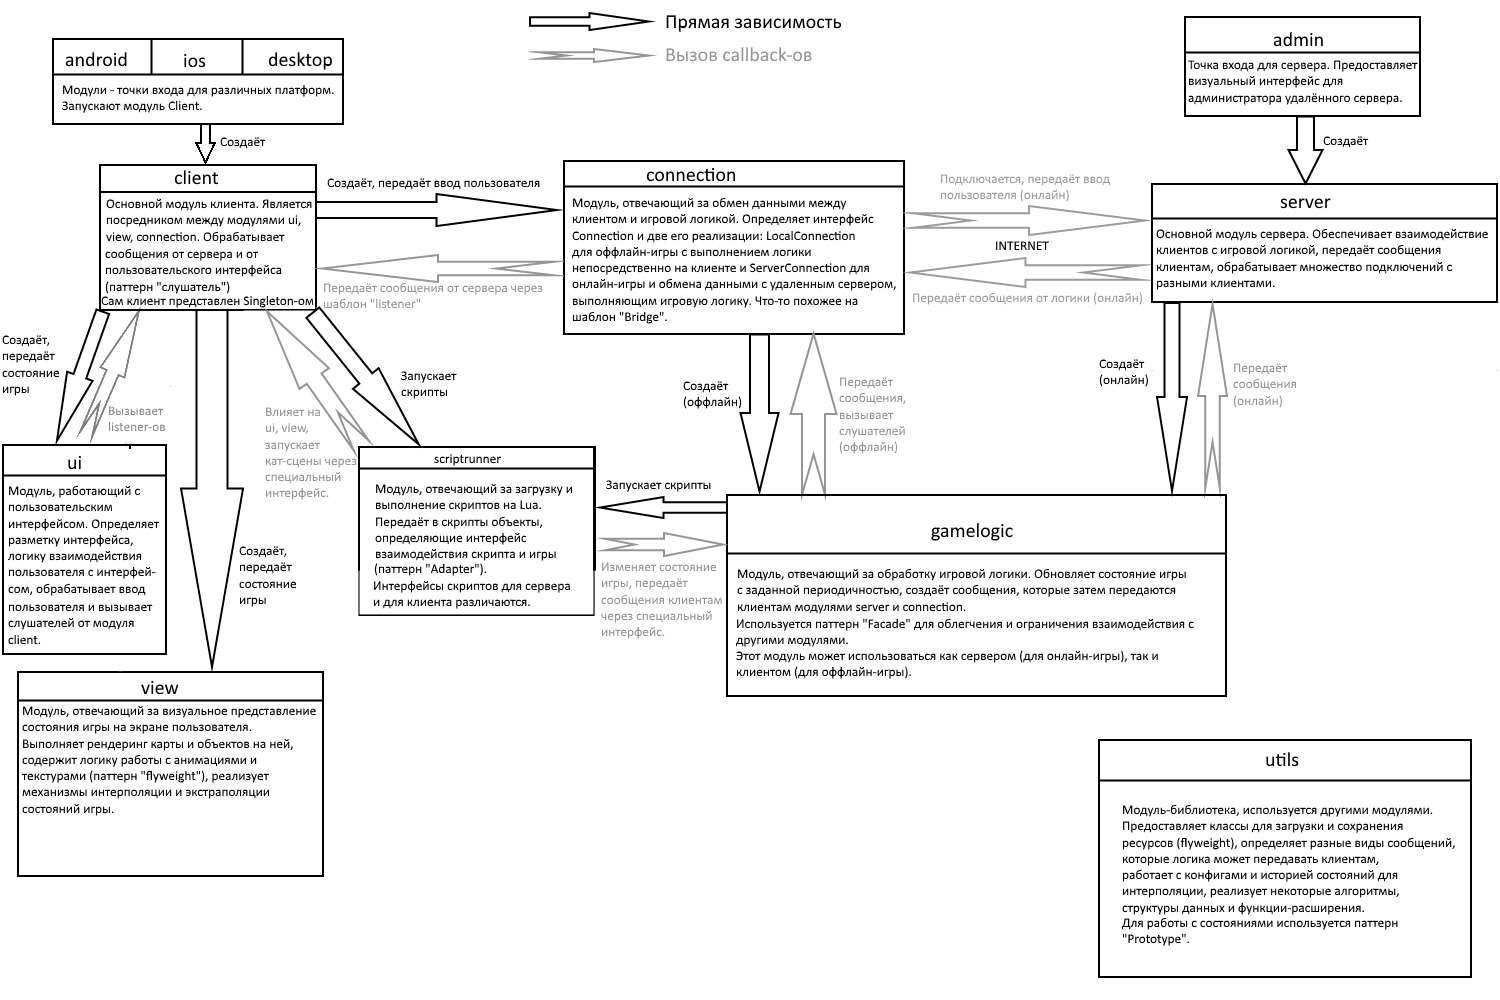 Прямая зависимость
Вызов callback-ов
android
ios
desktop
Модули - точки входа для различных платформ.
Запускают модуль Client.
Создаёт
admin
Точка входа для сервера. Предоставляет
визуальный интерфейс для
администратора удалённого сервера.
Создаёт
client
Основной модуль клиента. Является
посредником между модулями ui,
view, connection. Обрабатывает
сообщения от сервера и от
пользовательского интерфейса
(паттерн "слушатель")
Сам клиент представлен Singleton-ом
Создаёт, передаёт ввод пользователя
Передаёт сообщения от сервера через
шаблон "listener"
connection
Модуль, отвечающий за обмен данными между
клиентом и игровой логикой. Определяет интерфейс
Connection и две его реализации: LocalConnection
для оффлайн-игры с выполнением логики
непосредственно на клиенте и ServerConnection для
онлайн-игры и обмена данными с удаленным сервером,
выполняющим игровую логику. Что-то похожее на
шаблон "Bridge".
Подключается, передаёт ввод
пользователя (онлайн)
INTERNET
Передаёт сообщения от логики (онлайн)
server
Основной модуль сервера. Обеспечивает взаимодействие
клиентов с игровой логикой, передаёт сообщения
клиентам, обрабатывает множество подключений с
разными клиентами.
Создаёт,
передаёт
состояние
игры
Вызывает
listener-ов
Влияет на
ui, view,
запускает
кат-сцены через
специальный
интерфейс.
Запускает
скрипты
Создаёт
(оффлайн)
Передаёт
сообщения,
вызывает
слушателей
(оффлайн)
Создаёт
(онлайн)
Передаёт
сообщения
(онлайн)
ui
Модуль, работающий с
пользовательским
интерфейсом. Определяет
разметку интерфейса,
логику взаимодействия
пользователя с интерфей-
сом, обрабатывает ввод
пользователя и вызывает
слушателей от модуля
client.
Создаёт,
передаёт
состояние
игры
scriptrunner
Модуль, отвечающий за загрузку и
выполнение скриптов на Lua.
Передаёт в скрипты объекты,
определяющие интерфейс
взаимодействия скрипта и игры
(паттерн "Adapter").
Интерфейсы скриптов для сервера
и для клиента различаются.
Запускает скрипты
Изменяет состояние
игры, передаёт
сообщения клиентам
через специальный
интерфейс.
gamelogic
Модуль, отвечающий за обработку игровой логики. Обновляет состояние игры
с заданной периодичностью, создаёт сообщения, которые затем передаются
клиентам модулями server и connection.
Используется паттерн "Facade" для облегчения и ограничения взаимодействия с
другими модулями.
Этот модуль может использоваться как сервером (для онлайн-игры), так и
клиентом (для оффлайн-игры).
view
Модуль, отвечающий за визуальное представление
состояния игры на экране пользователя.
Выполняет рендеринг карты и объектов на ней,
содержит логику работы с анимациями и
текстурами (паттерн "flyweight"), реализует
механизмы интерполяции и экстраполяции
состояний игры.
utils
Модуль-библиотека, используется другими модулями.
Предоставляет классы для загрузки и сохранения
ресурсов (flyweight), определяет разные виды сообщений,
которые логика может передавать клиентам,
работает с конфигами и историей состояний для
интерполяции, реализует некоторые алгоритмы,
структуры данных и функции-расширения.
Для работы с состояниями используется паттерн
"Prototype".